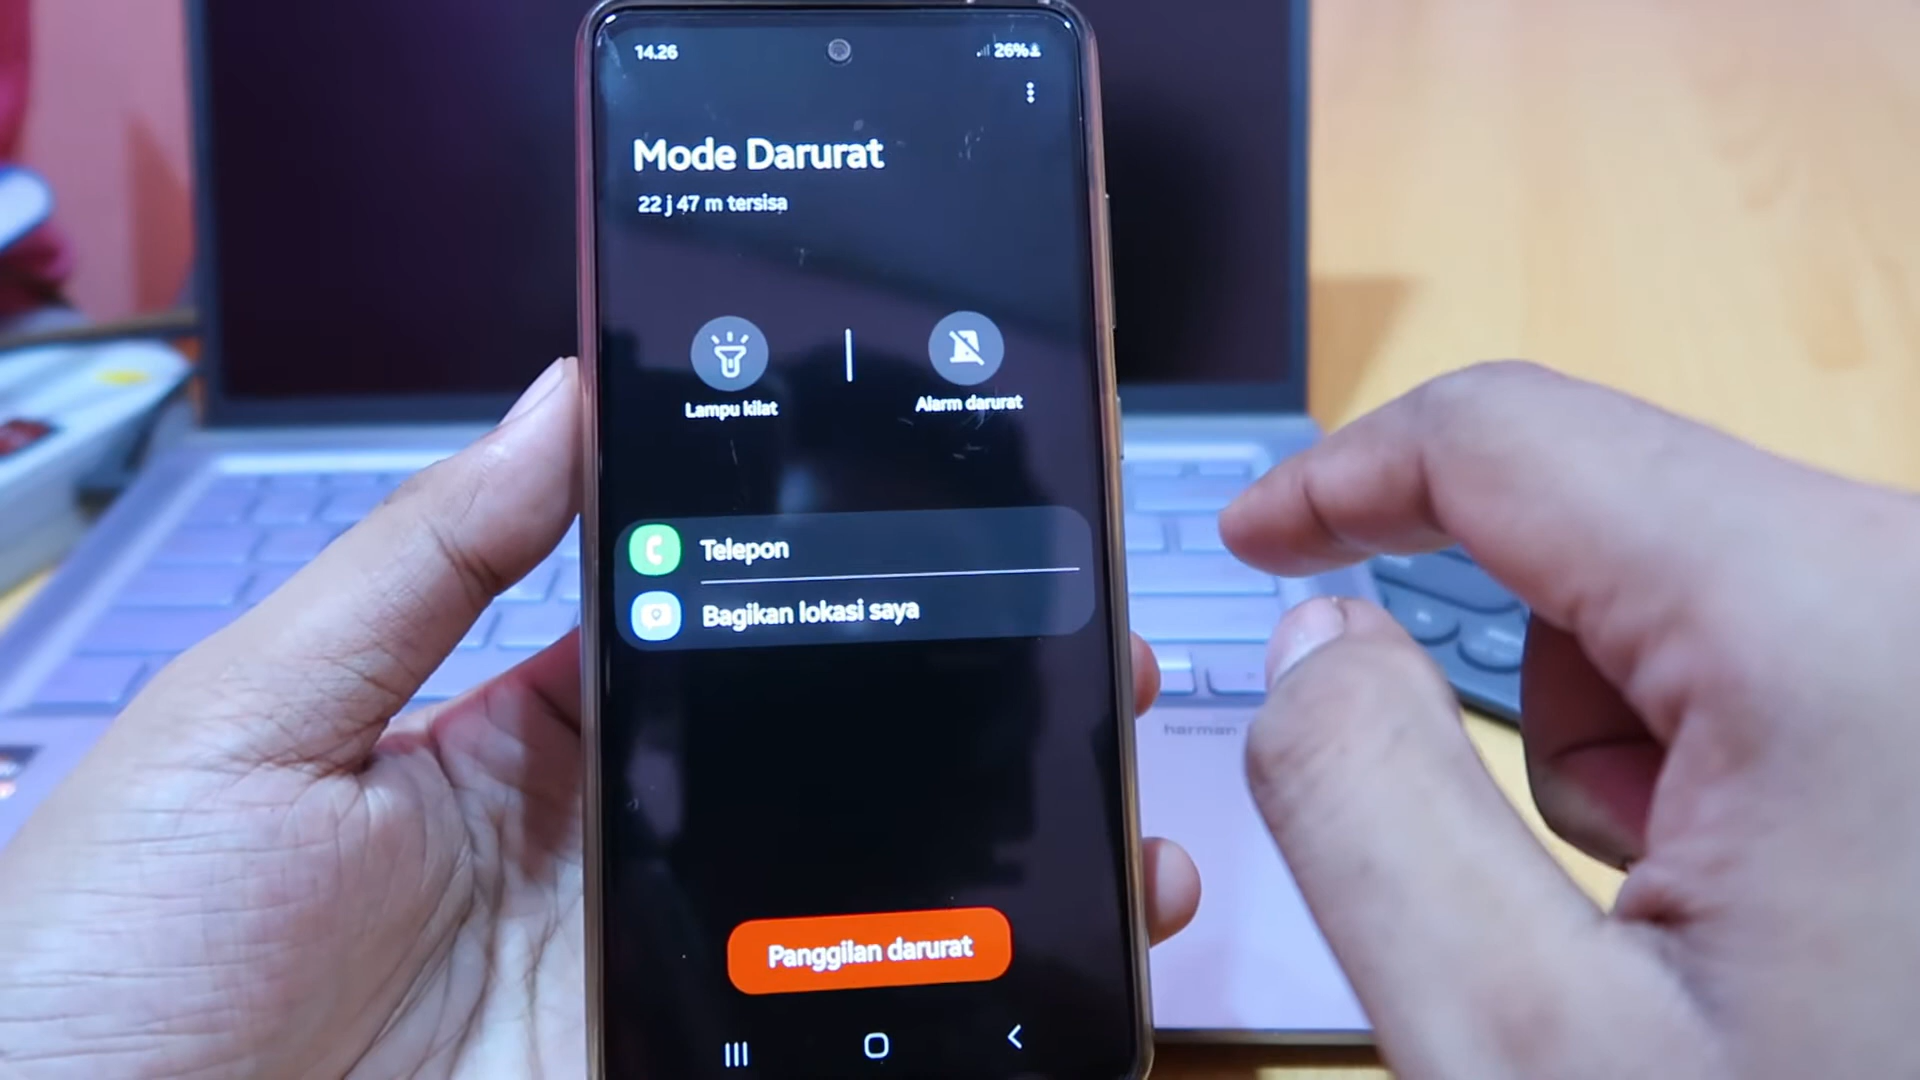 14.26
26%
Mode Darurat
22 j 47 m tersisa
Lampu kilat
Alarm darurat
Telepon
Bagikan lokasi saya
harman
Panggilan darurat